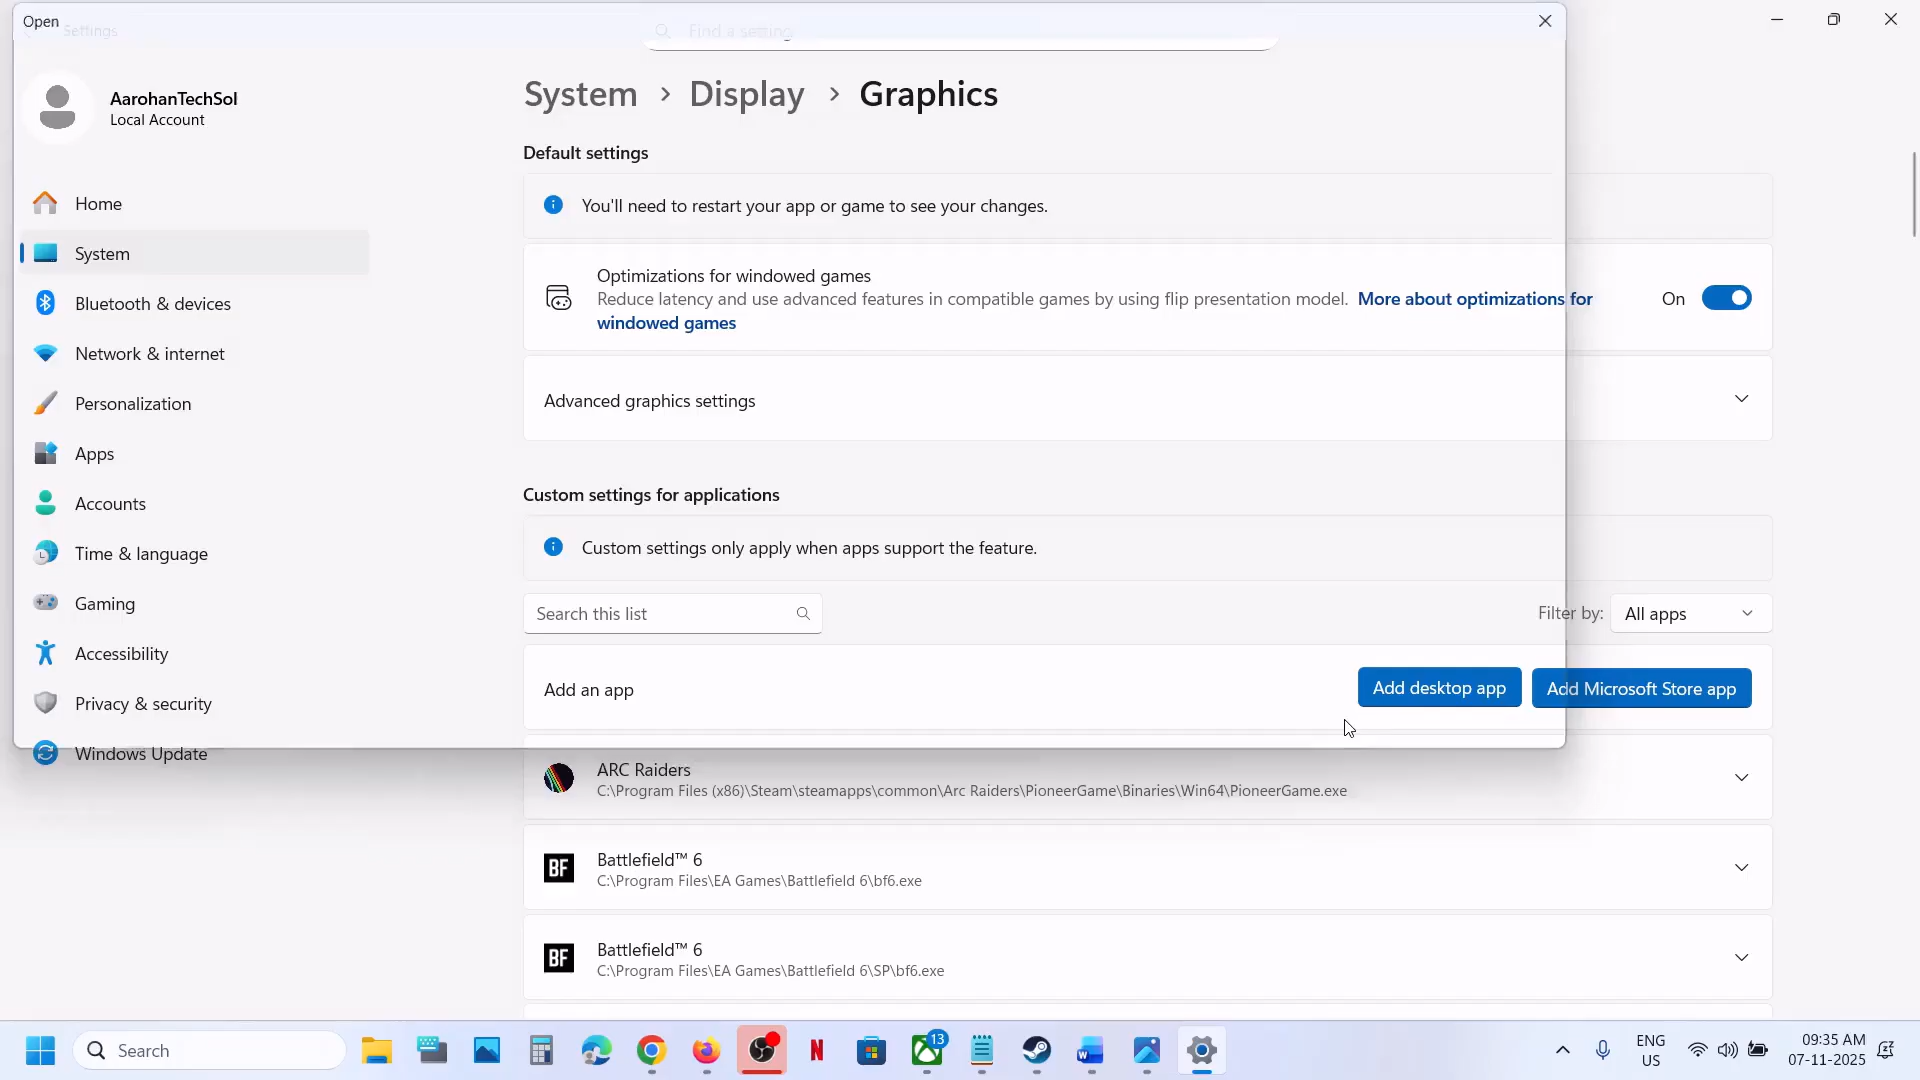 Open
Settings
Find a setting
AarohanTechSol
Local Account
System > Display > Graphics
Default settings
You'll need to restart your app or game to see your changes.
Home
System
Bluetooth & devices
Network & internet
Personalization
Apps
Accounts
Time & language
Gaming
Accessibility
Privacy & security
Windows Update
Optimizations for windowed games
Reduce latency and use advanced features in compatible games by using flip presentation model. More about optimizations for
windowed games
On
Advanced graphics settings
Custom settings for applications
Custom settings only apply when apps support the feature.
Search this list
Filter by: All apps
Add an app
Add desktop app
Add Microsoft Store app
ARC Raiders
C:\Program Files (x86)\Steam\steamapps\common\Arc Raiders\PioneerGame\Binaries\Win64\PioneerGame.exe
Battlefield™ 6
C:\Program Files\EA Games\Battlefield 6\bf6.exe
Battlefield™ 6
C:\Program Files\EA Games\Battlefield 6\SP\bf6.exe
BF
BF
Search
N
13
W
ENG
US
09:35 AM
07-11-2025